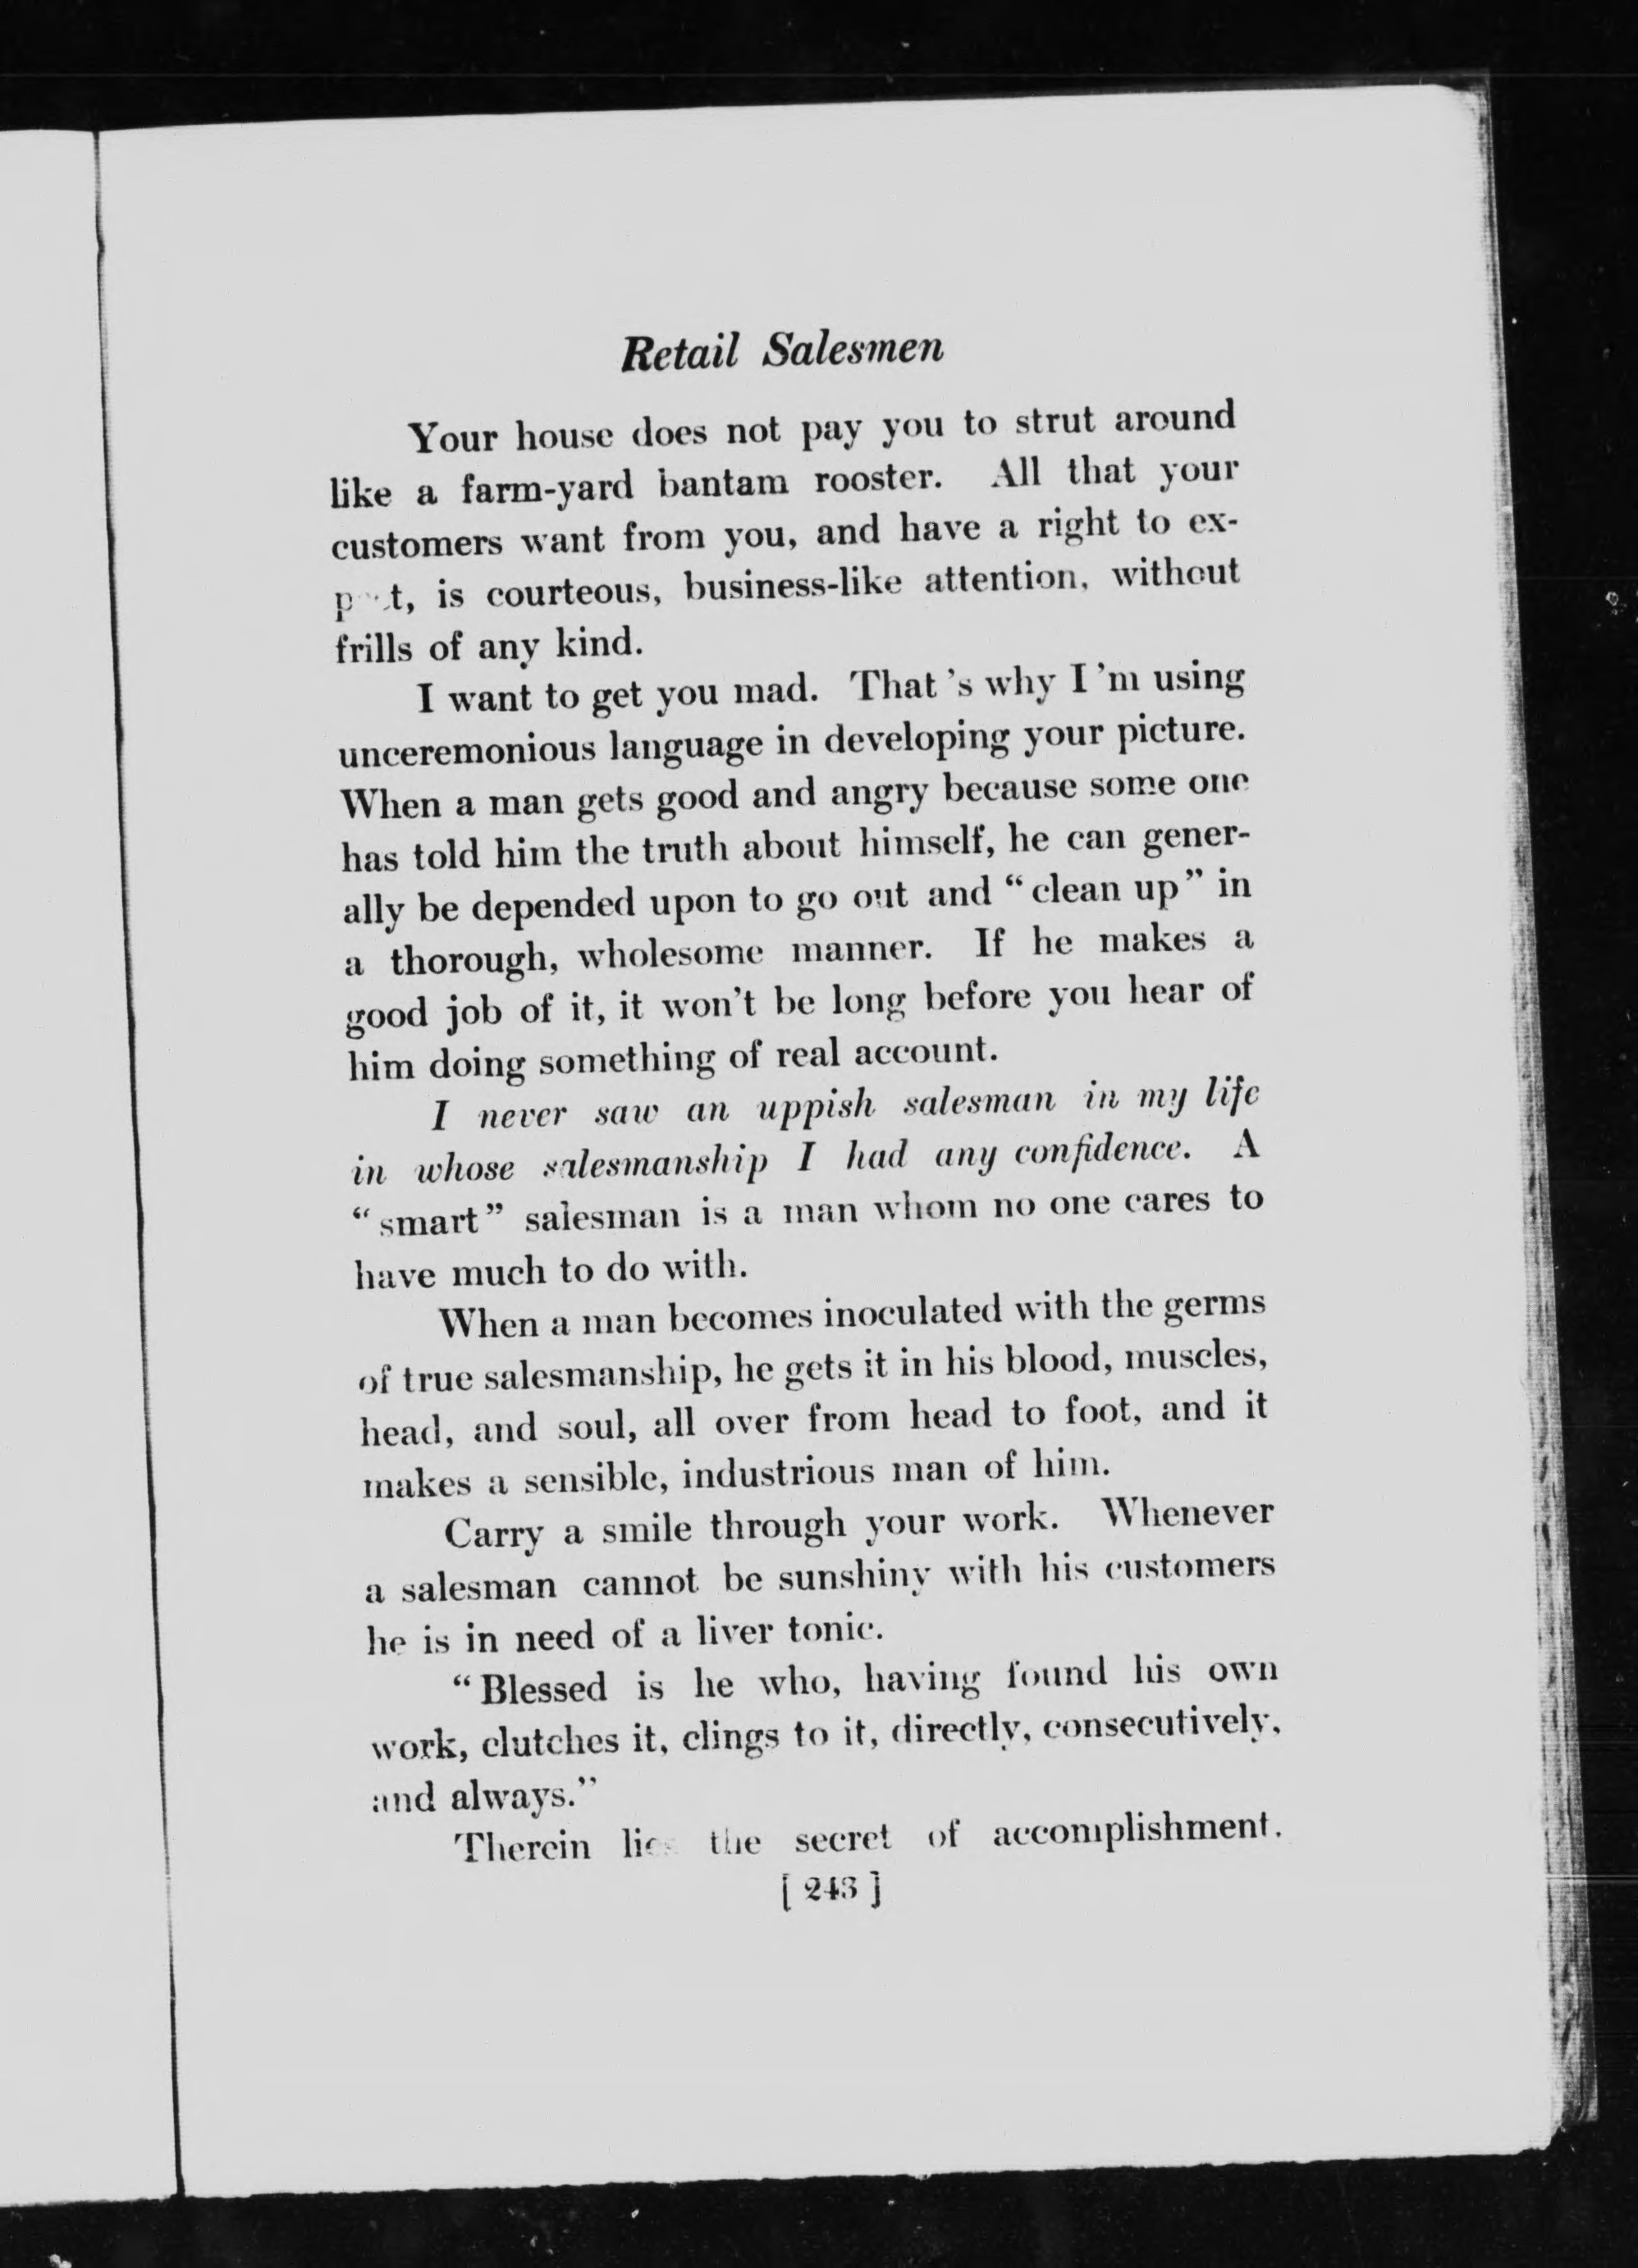 Retail Salesmen
Your house does not pay you to strut around
like a farm-yard bantam rooster. All that your
customers want from you, and have a right to ex-
pect, is courteous, business-like attention, without
frills of any kind.
I want to get you mad. That's why I'm using
unceremonious language in developing your picture.
When a man gets good and angry because some one
has told him the truth about himself, he can gener-
ally be depended upon to go out and "clean up" in
a thorough, wholesome manner. If he makes a
good job of it, it won't be long before you hear of
him doing something of real account.
I never saw an uppish salesman in my life
in whose salesmanship I had any confidence. A
"smart" salesman is a man whom no one cares to
have much to do with.
When a man becomes inoculated with the germs
of true salesmanship, he gets it in his blood, muscles,
head, and soul, all over from head to foot, and it
makes a sensible, industrious man of him.
Carry a smile through your work. Whenever
a salesman cannot be sunshiny with his customers
he is in need of a liver tonic.
"Blessed is he who, having found his own
work, clutches it, clings to it, directly, consecutively,
and always."
Therein lies the secret of accomplishment.
[ 243 ]